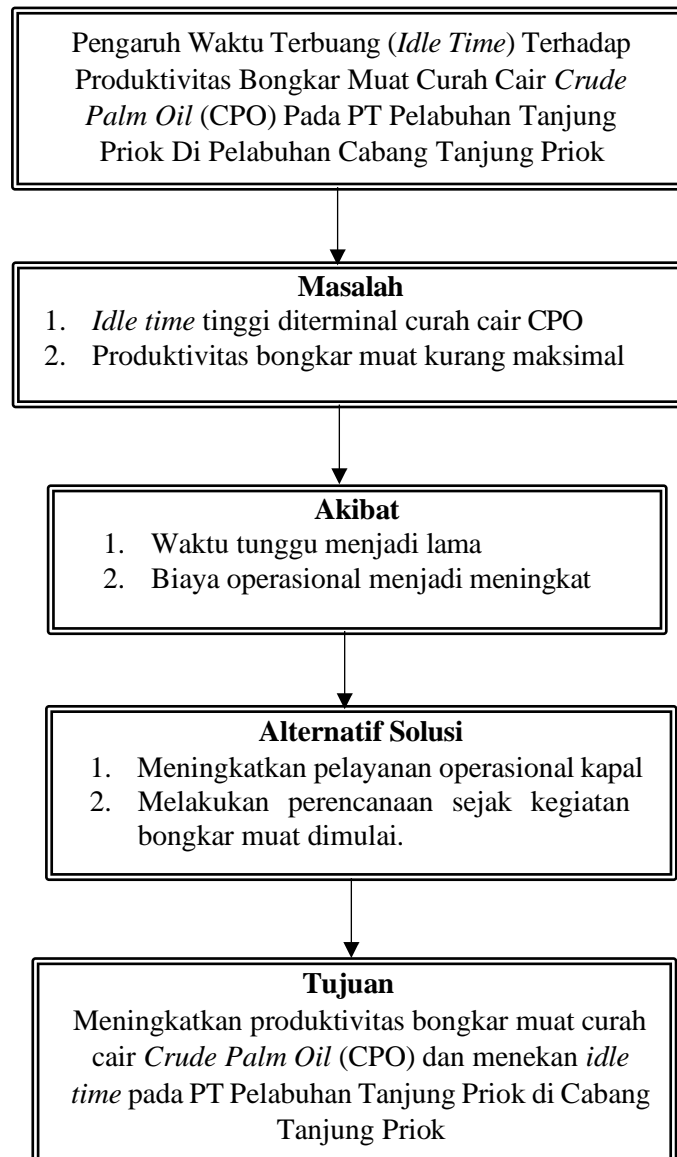 Pengaruh Waktu Terbuang (Idle Time) Terhadap
Produktivitas Bongkar Muat Curah Cair Crude
Palm Oil (CPO) Pada PT Pelabuhan Tanjung
Priok Di Pelabuhan Cabang Tanjung Priok
Masalah
1. Idle time tinggi diterminal curah cair CPO
2. Produktivitas bongkar muat kurang maksimal
Akibat
1. Waktu tunggu menjadi lama
2. Biaya operasional menjadi meningkat
Alternatif Solusi
1. Meningkatkan pelayanan operasional kapal
2. Melakukan perencanaan sejak kegiatan
bongkar muat dimulai.
Tujuan
Meningkatkan produktivitas bongkar muat curah
cair Crude Palm Oil (CPO) dan menekan idle
time pada PT Pelabuhan Tanjung Priok di Cabang
Tanjung Priok